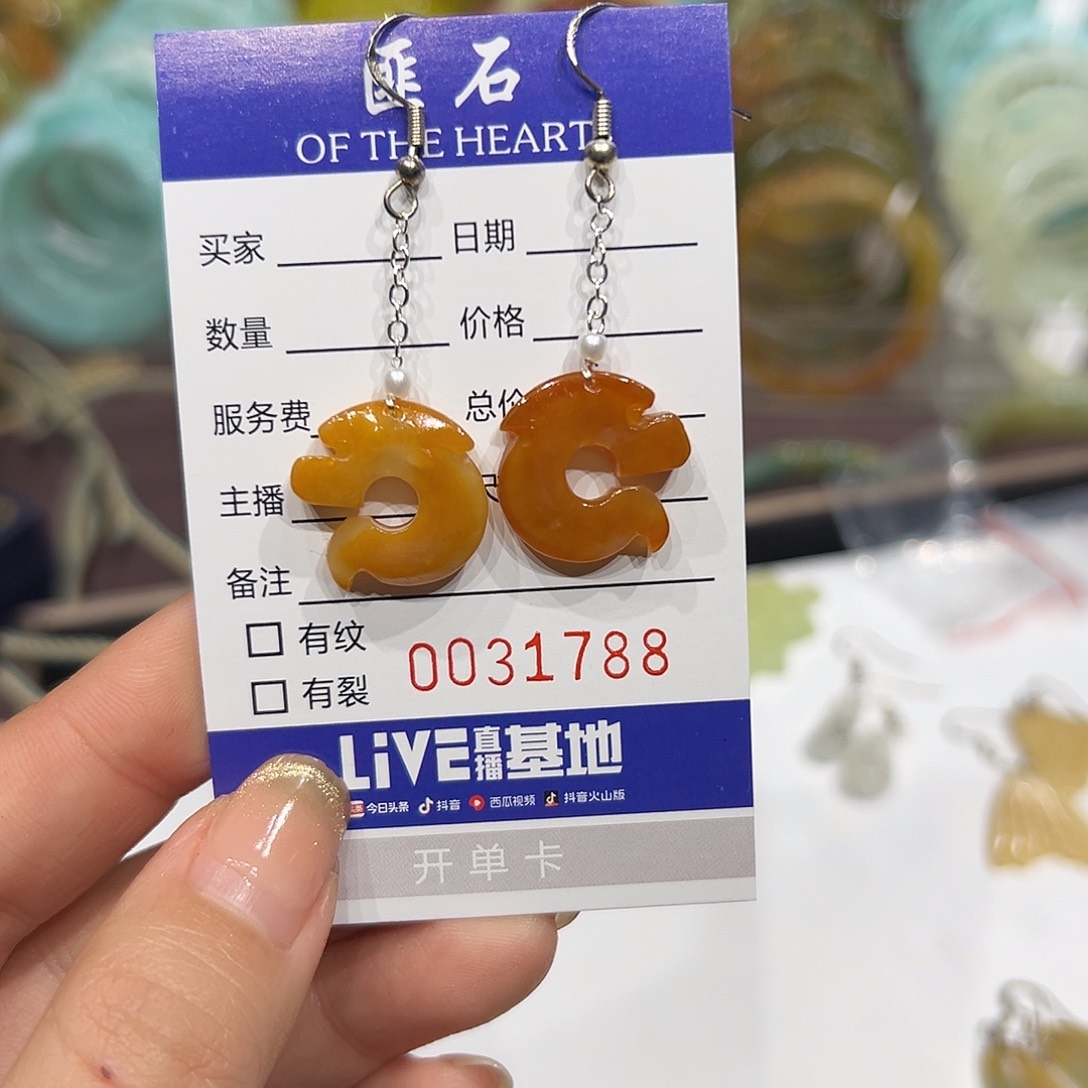 匪石
OF THE HEART
买家 日期
数量 价格
服务费 总价
主播
备注
有纹
有裂
0031788
LiVE直播基地
今日头条 抖音 西瓜视频 抖音火山版
开单卡